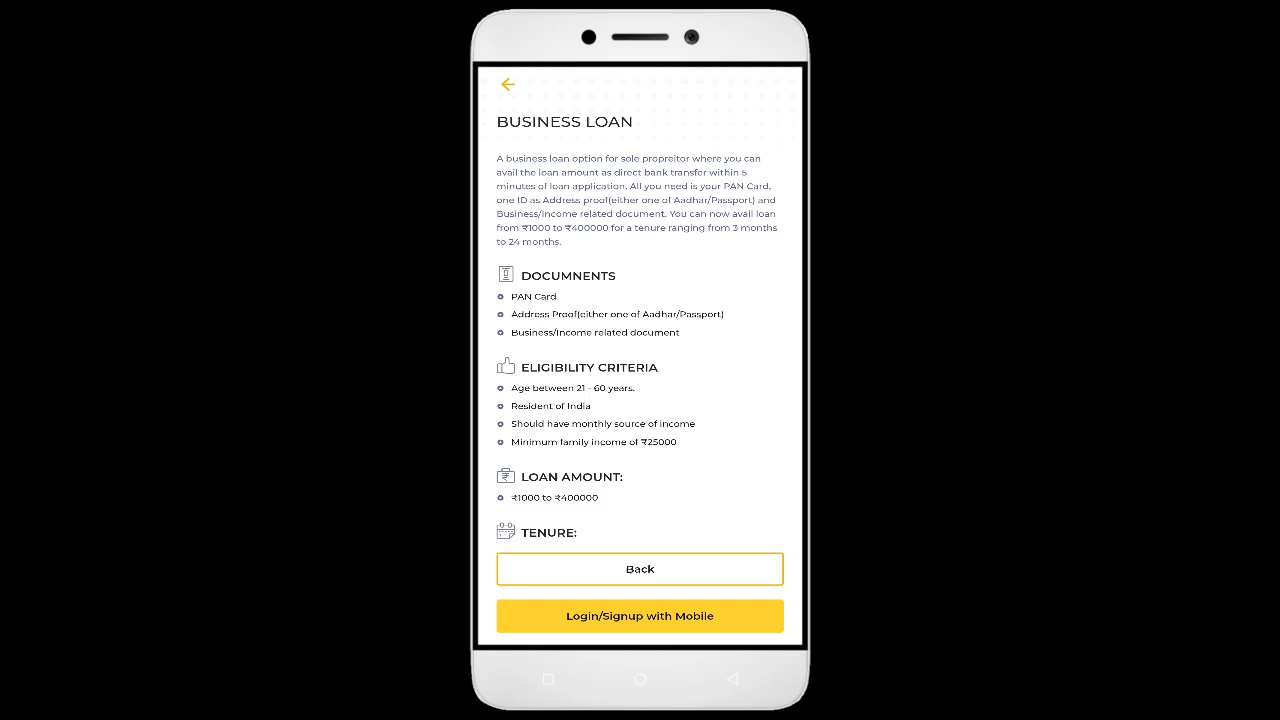 BUSINESS LOAN
A business loan option for sole propreitor where you can
avail the loan amount as direct bank transfer within 5
minutes of loan application. All you need is your PAN Card,
one ID as Address proof(either one of Aadhar/Passport) and
Business/Income related document. You can now avail loan
from ₹1000 to ₹400000 for a tenure ranging from 3 months
to 24 months.
DOCUMNENTS
PAN Card
Address Proof(either one of Aadhar/Passport)
Business/Income related document
ELIGIBILITY CRITERIA
Age between 21 - 60 years.
Resident of India
Should have monthly source of income
Minimum family income of ₹25000
LOAN AMOUNT:
₹1000 to ₹400000
TENURE:
Back
Login/Signup with Mobile